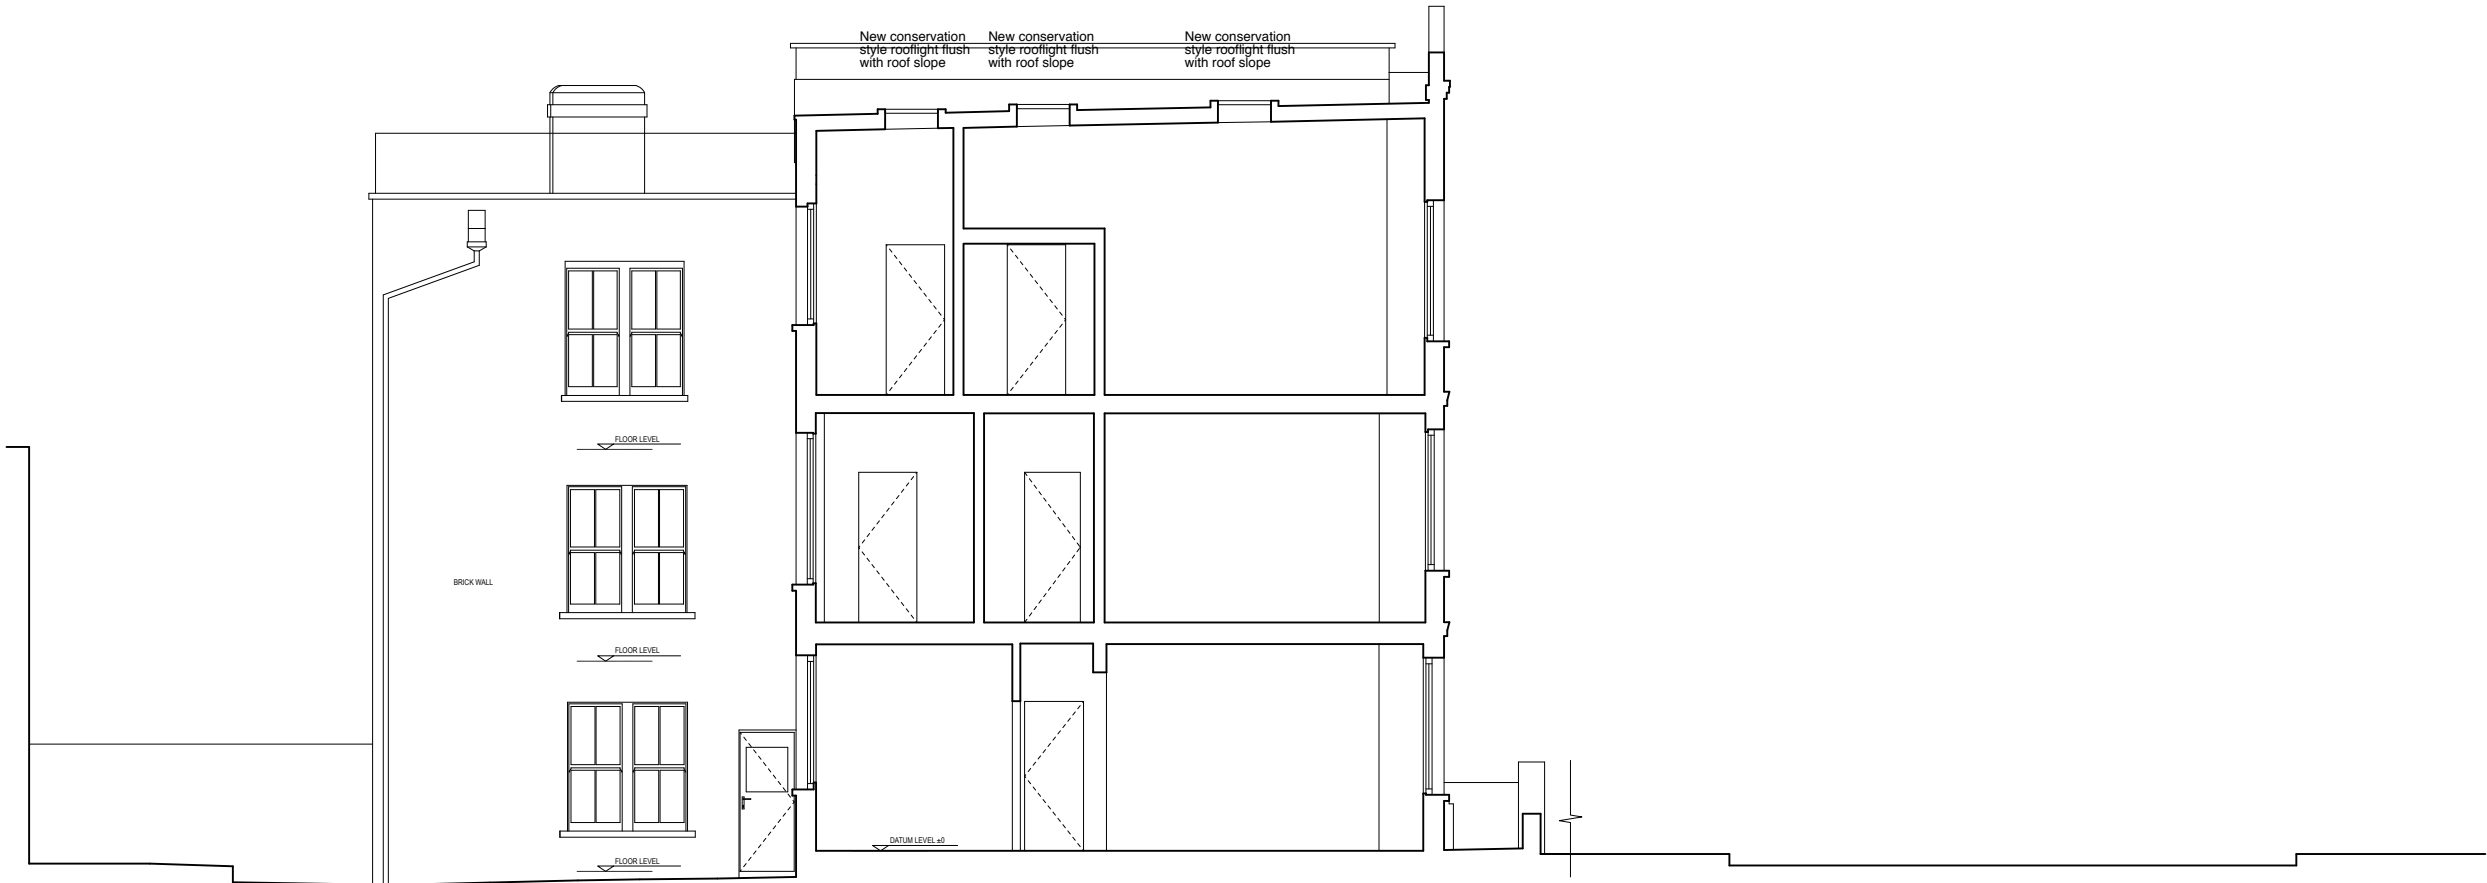 New conservation
style rooflight flush
with roof slope
New conservation
style rooflight flush
with roof slope
New conservation
style rooflight flush
with roof slope
FLOOR LEVEL
BRICK WALL
FLOOR LEVEL
DATUM LEVEL ±0
FLOOR LEVEL